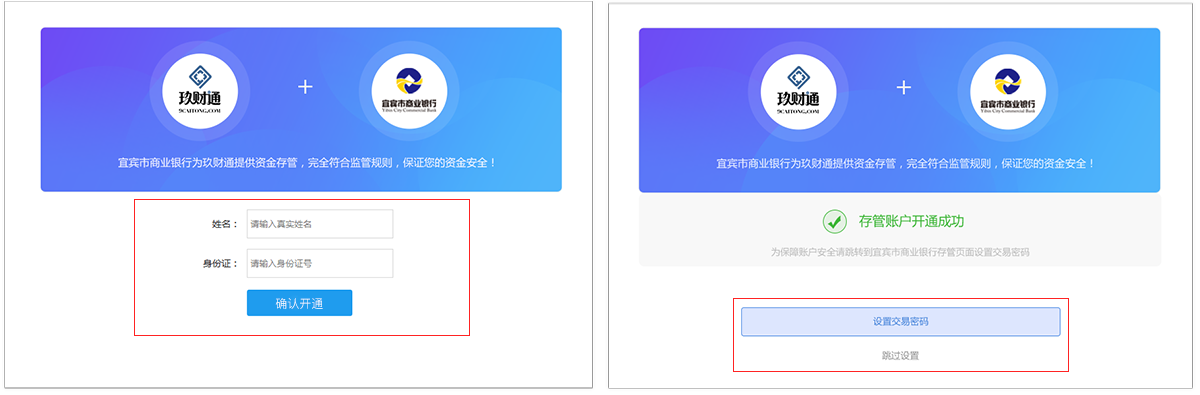 玖财通
9CAITONG.COM
+
宜宾市商业银行
Yibin City Commercial Bank
宜宾市商业银行为玖财通提供资金存管，完全符合监管规则，保证您的资金安全！
姓名：
请输入真实姓名
身份证：
请输入身份证号
确认开通
玖财通
9CAITONG.COM
+
宜宾市商业银行
Yibin City Commercial Bank
宜宾市商业银行为玖财通提供资金存管，完全符合监管规则，保证您的资金安全！
存管账户开通成功
为保障账户安全请跳转到宜宾市商业银行存管页面设置交易密码
设置交易密码
跳过设置